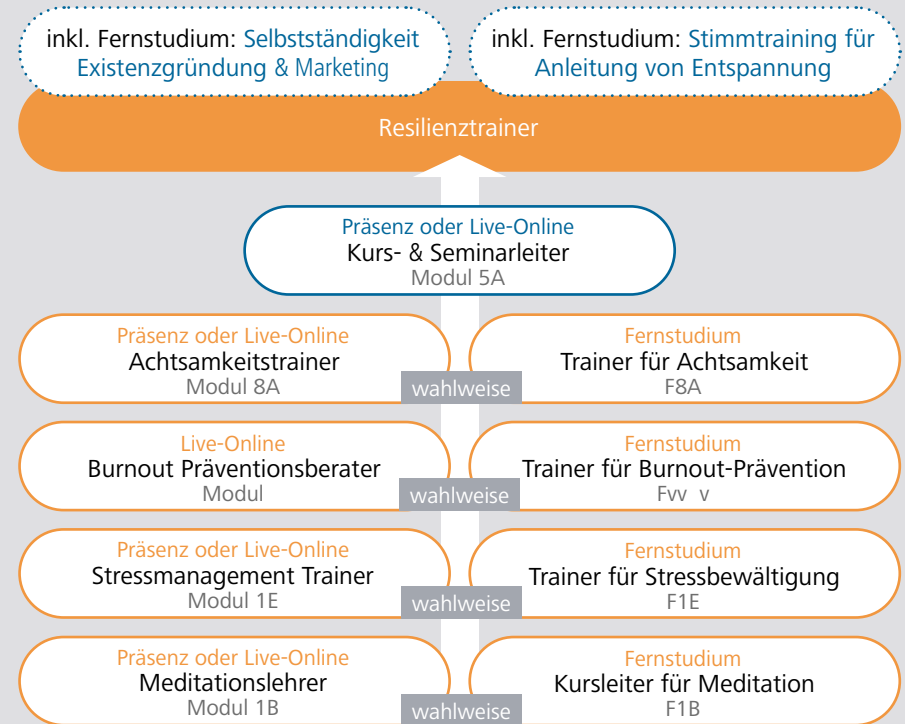 inkl. Fernstudium: Selbstständigkeit
Existenzgründung & Marketing
inkl. Fernstudium: Stimmtraining für
Anleitung von Entspannung
Resilienztrainer
Präsenz oder Live-Online
Kurs- & Seminarleiter
Modul 5A
Präsenz oder Live-Online
Achtsamkeitstrainer
Modul 8A
wahlweise
Fernstudium
Trainer für Achtsamkeit
F8A
Live-Online
Burnout Präventionsberater
Modul
wahlweise
Fernstudium
Trainer für Burnout-Prävention
Fvv v
Präsenz oder Live-Online
Stressmanagement Trainer
Modul 1E
wahlweise
Fernstudium
Trainer für Stressbewältigung
F1E
Präsenz oder Live-Online
Meditationslehrer
Modul 1B
wahlweise
Fernstudium
Kursleiter für Meditation
F1B